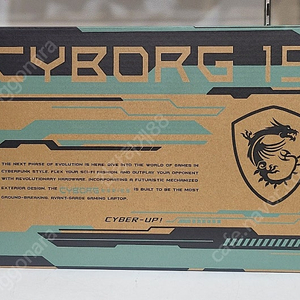 CYBORG 15
THE NEXT PHASE OF EVOLUTION IS HERE. DIVE INTO THE WORLD OF GAMES IN
CYBERPUNK STYLE. FLEX YOUR SCI-FI FASHION AND OUTPLAY YOUR OPPONENT
WITH REVOLUTIONARY HARDWARE. INCORPORATING A FUTURISTIC MECHANIZED
EXTERIOR DESIGN, THE CYBORG SERIES IS BUILT TO BE THE MOST
GROUND-BREAKING AVANT-GARDE GAMING LAPTOP.
CYBER-UP!